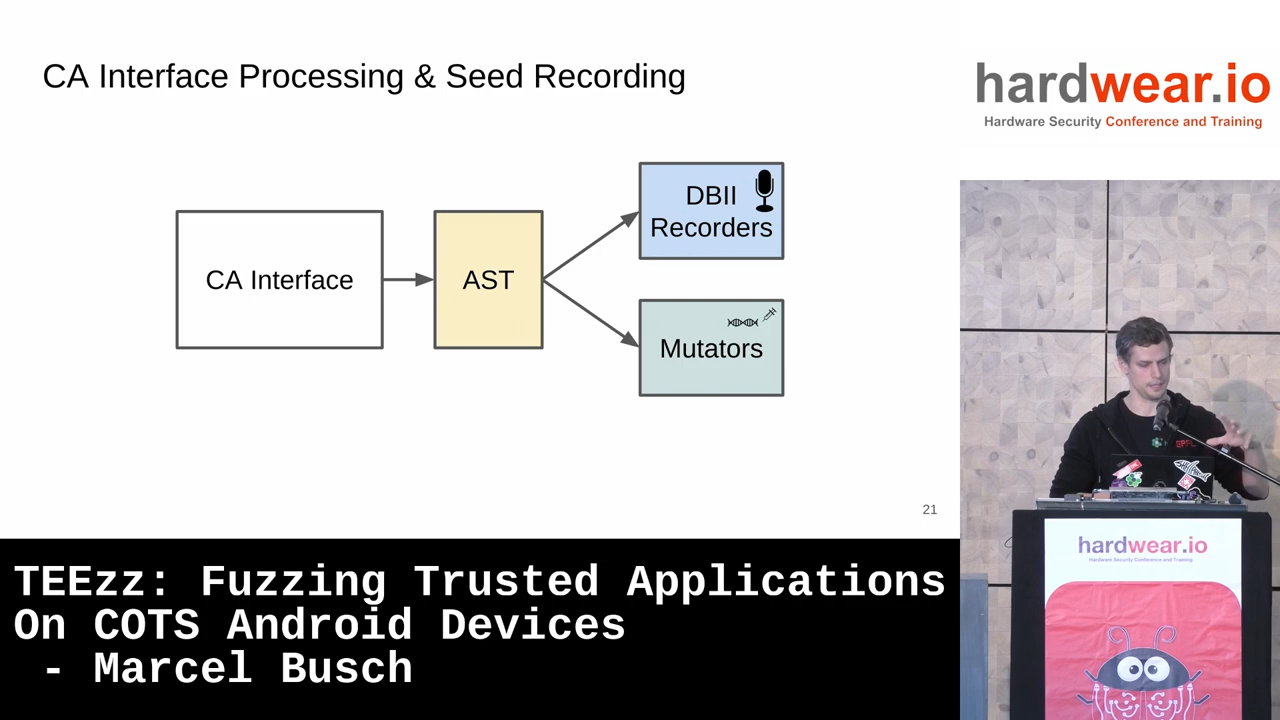 CA Interface Processing & Seed Recording
CA Interface
AST
DBII
Recorders
Mutators
21
hardwear.io
Hardware Security Conference and Training
TEEzz: Fuzzing Trusted Applications
On COTS Android Devices
- Marcel Busch
EPFL
hardwear.io
Hardware Security Conference and Training